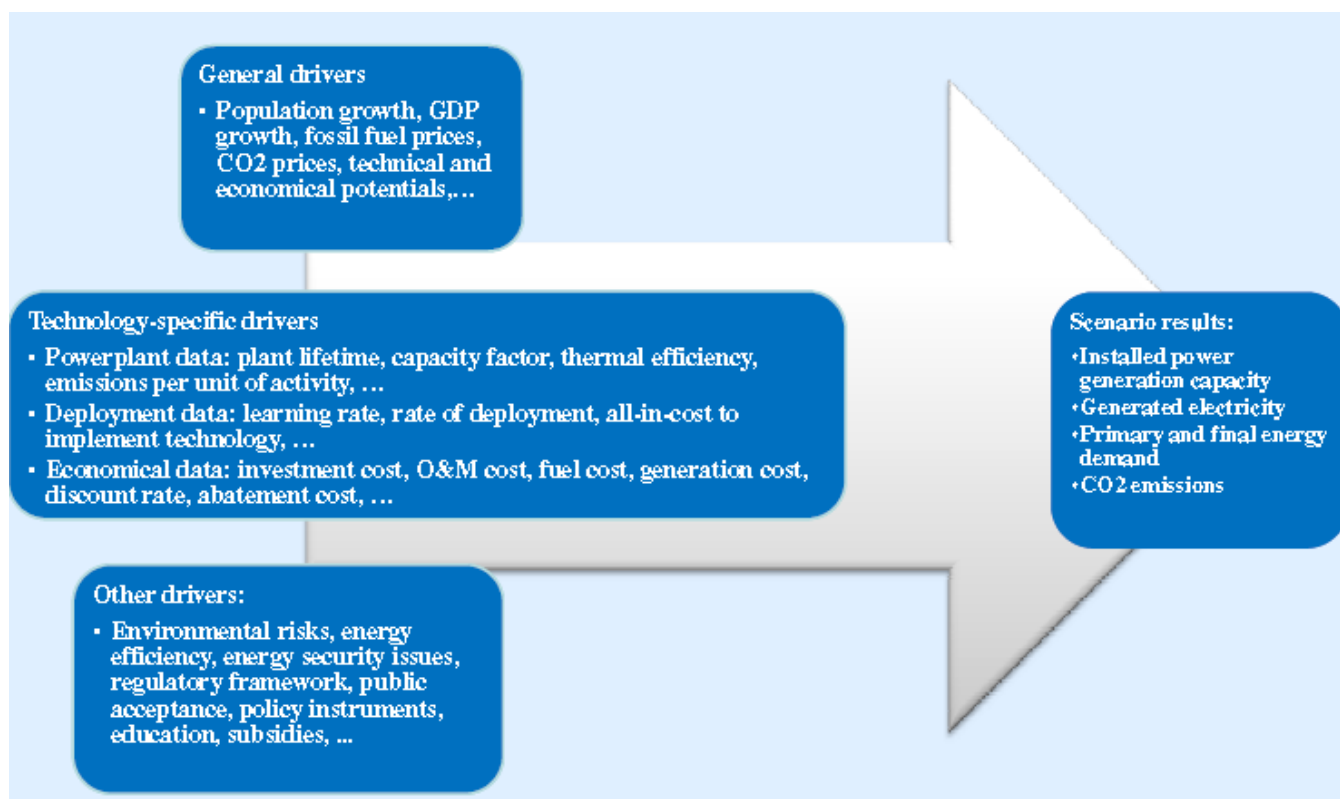 General drivers
▪ Population growth, GDP
growth, fossil fuel prices,
CO2 prices, technical and
economical potentials,…
Technology-specific drivers
▪ Powerplant data: plant lifetime, capacity factor, thermal efficiency,
emissions per unit of activity, …
▪ Deployment data: learning rate, rate of deployment, all-in-cost to
implement technology, …
▪ Economical data: investment cost, O&M cost, fuel cost, generation cost,
discount rate, abatement cost, …
Other drivers:
▪ Environmental risks, energy
efficiency, energy security issues,
regulatory framework, public
acceptance, policy instruments,
education, subsidies, ...
Scenario results:
•Installed power
generation capacity
•Generated electricity
•Primary and final energy
demand
•CO2 emissions